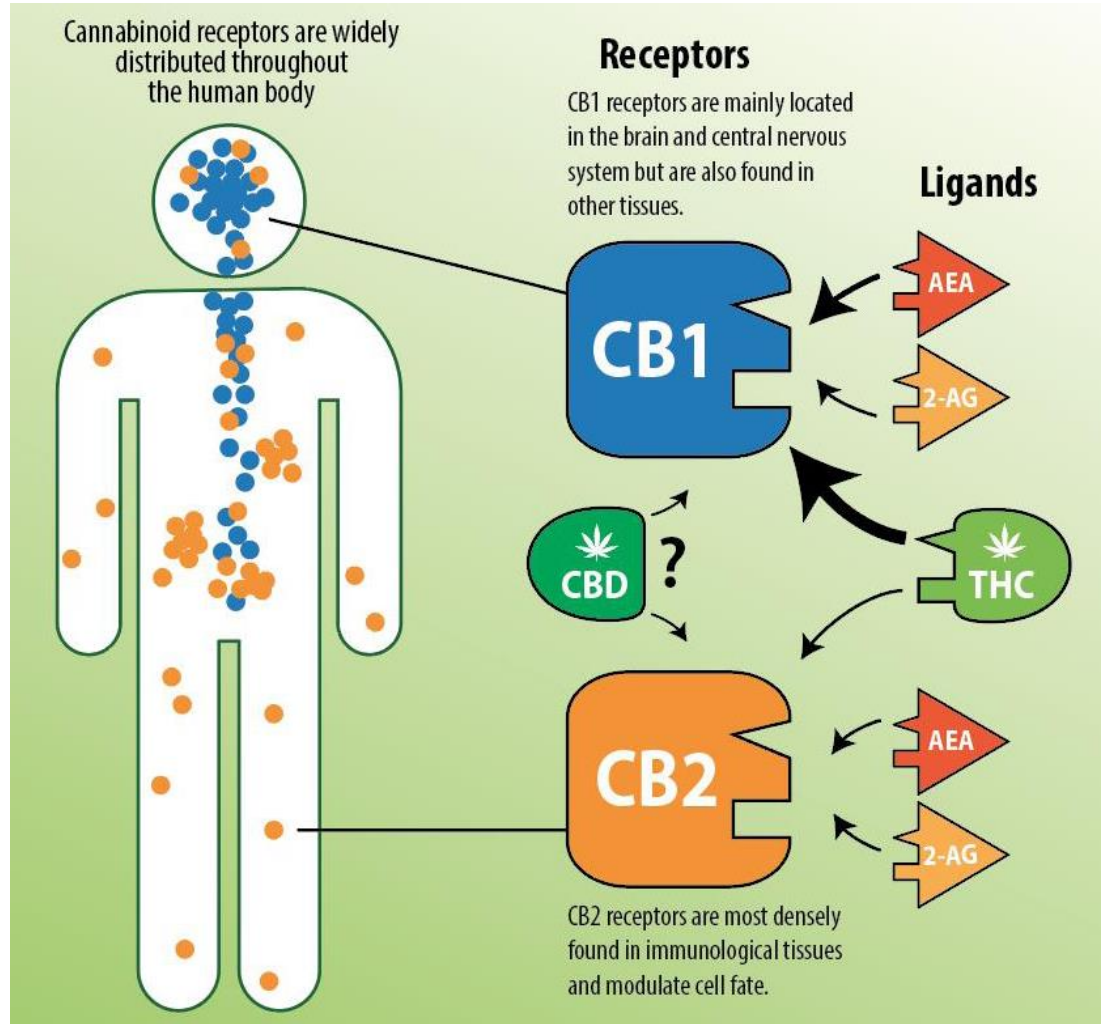 Cannabinoid receptors are widely
distributed throughout
the human body
Receptors
CB1 receptors are mainly located
in the brain and central nervous
system but are also found in
other tissues.
Ligands
CB1
AEA
2-AG
CBD
?
THC
CB2
AEA
2-AG
CB2 receptors are most densely
found in immunological tissues
and modulate cell fate.